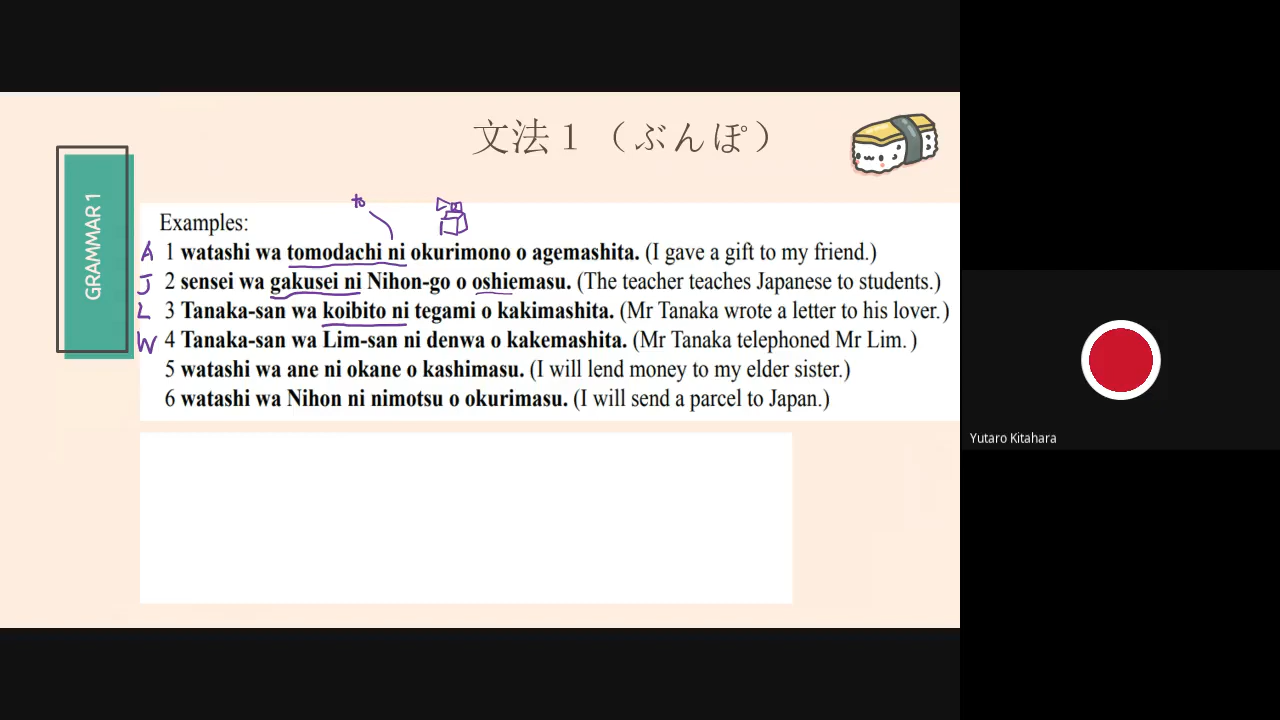 文法１（ぶんぽ）
GRAMMAR 1
to
Examples:
A 1 watashi wa tomodachi ni okurimono o agemashita. (I gave a gift to my friend.)
J 2 sensei wa gakusei ni Nihon-go o oshiemasu. (The teacher teaches Japanese to students.)
L 3 Tanaka-san wa koibito ni tegami o kakimashita. (Mr Tanaka wrote a letter to his lover.)
W 4 Tanaka-san wa Lim-san ni denwa o kakemashita. (Mr Tanaka telephoned Mr Lim.)
5 watashi wa ane ni okane o kashimasu. (I will lend money to my elder sister.)
6 watashi wa Nihon ni nimotsu o okurimasu. (I will send a parcel to Japan.)
Yutaro Kitahara